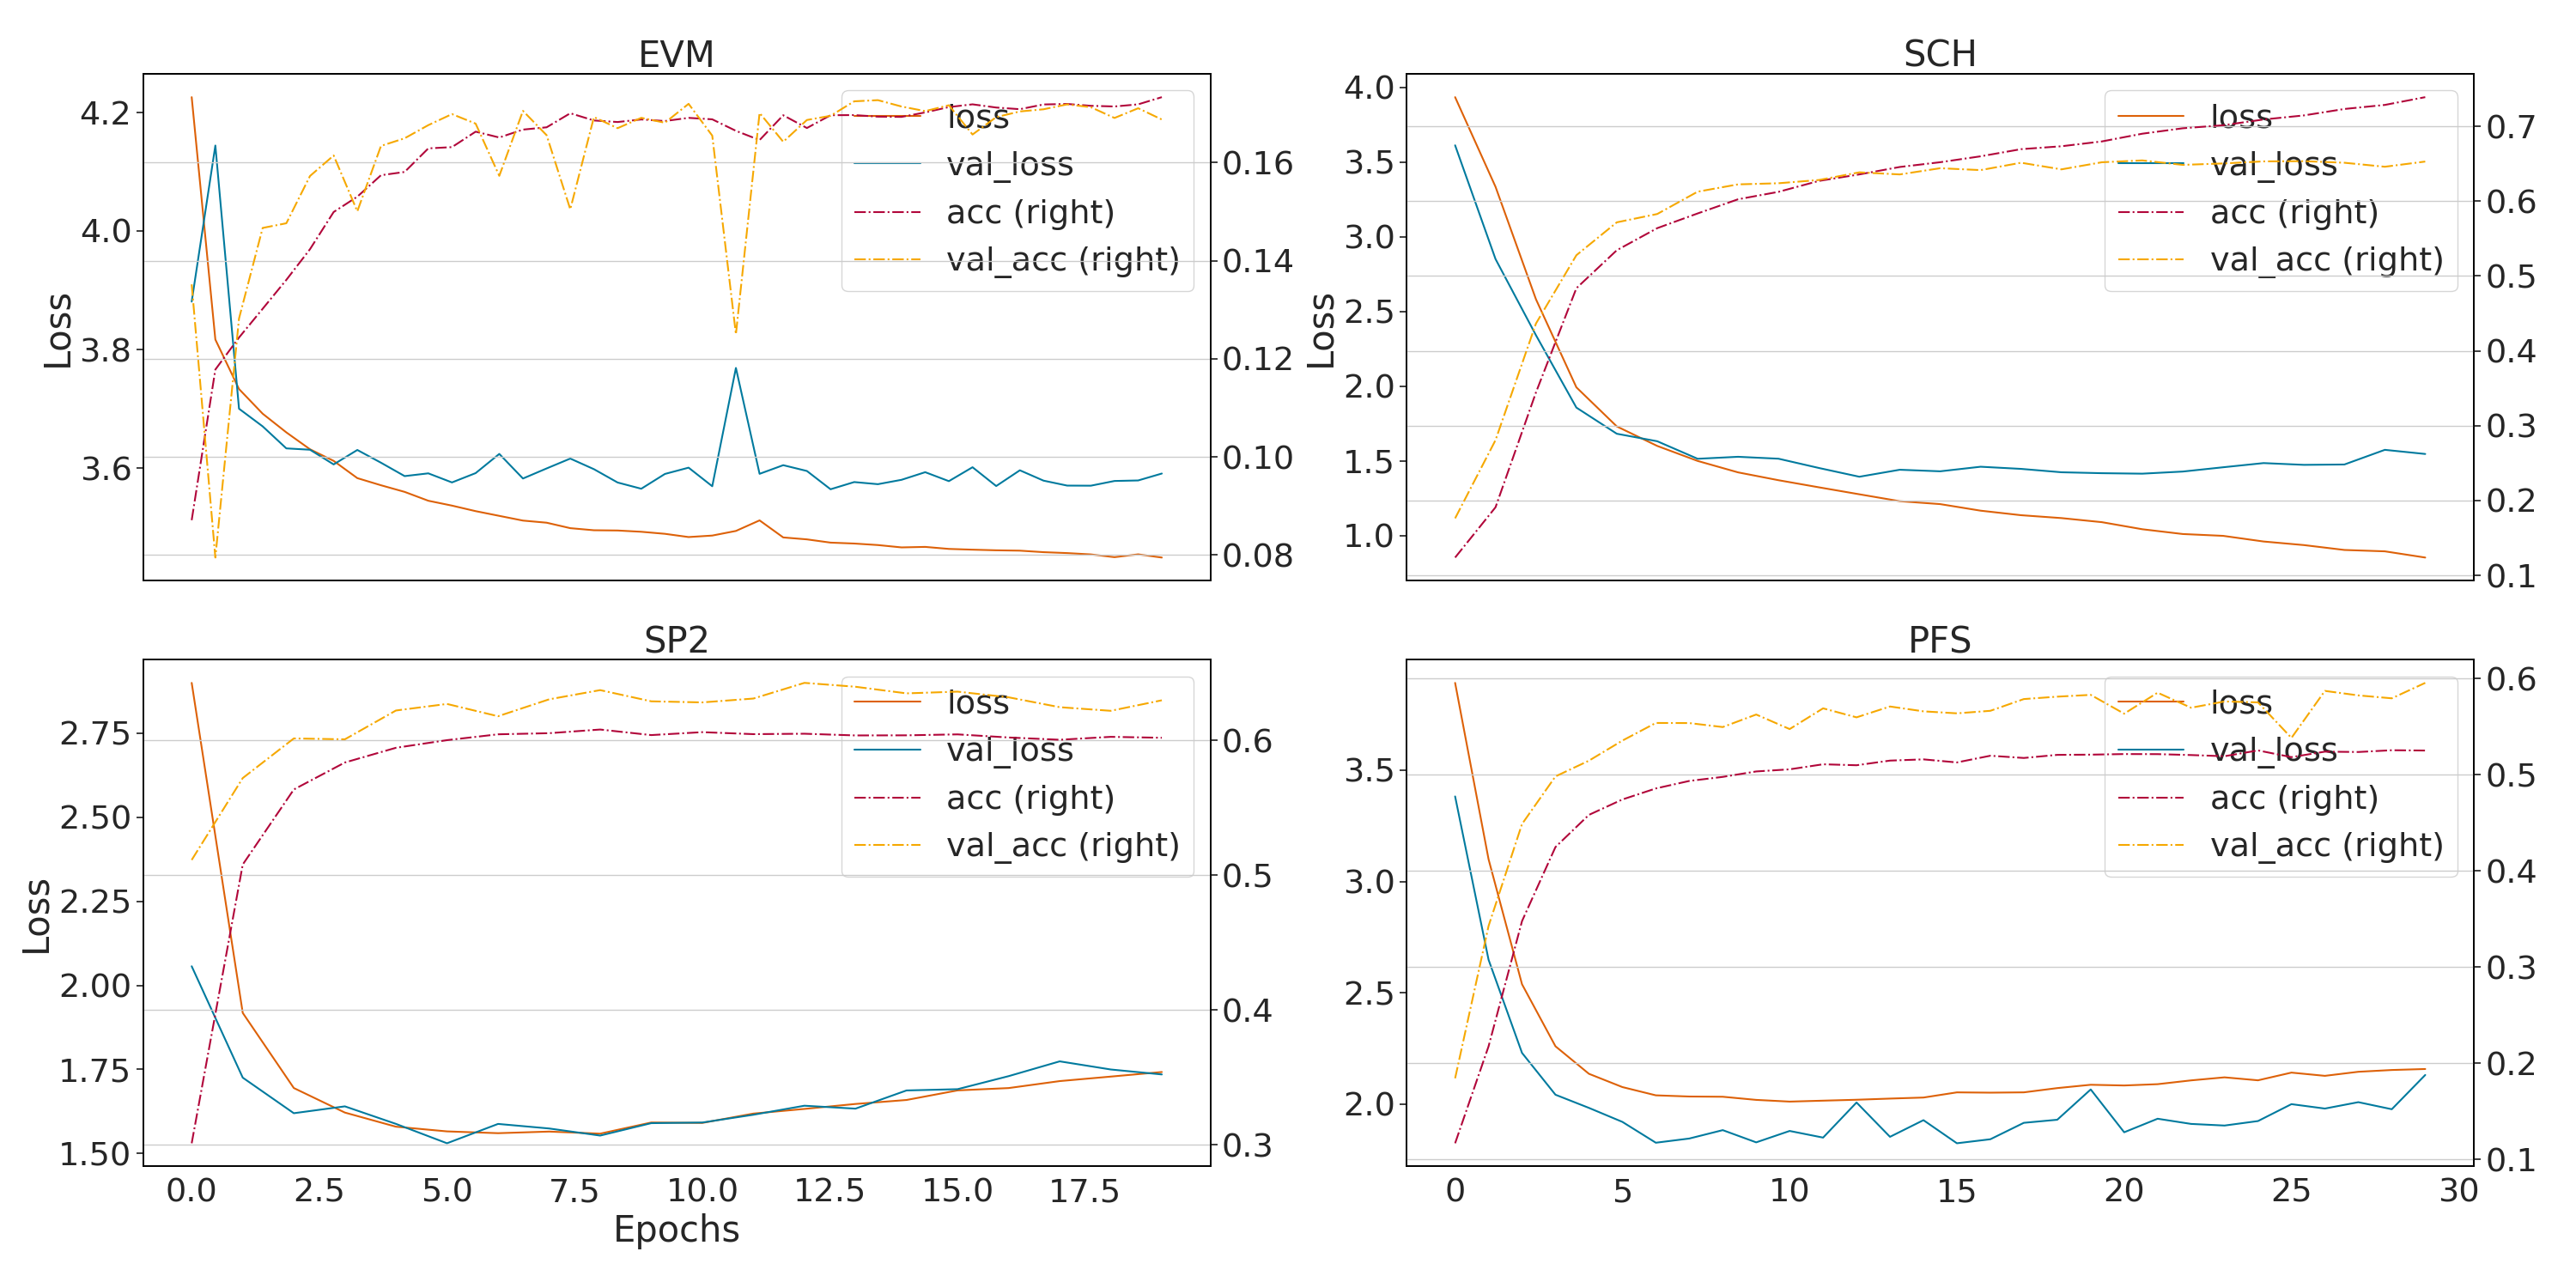 EVM
4.2
4.0
3.8
3.6
Loss
0.16
0.14
0.12
0.10
0.08
loss
val_loss
acc (right)
val_acc (right)
SCH
4.0
3.5
3.0
2.5
2.0
1.5
1.0
Loss
0.7
0.6
0.5
0.4
0.3
0.2
0.1
loss
val_loss
acc (right)
val_acc (right)
SP2
2.75
2.50
2.25
2.00
1.75
1.50
Loss
0.6
0.5
0.4
0.3
loss
val_loss
acc (right)
val_acc (right)
0.0 2.5 5.0 7.5 10.0 12.5 15.0 17.5
Epochs
PFS
3.5
3.0
2.5
2.0
0.6
0.5
0.4
0.3
0.2
0.1
loss
val_loss
acc (right)
val_acc (right)
0 5 10 15 20 25 30